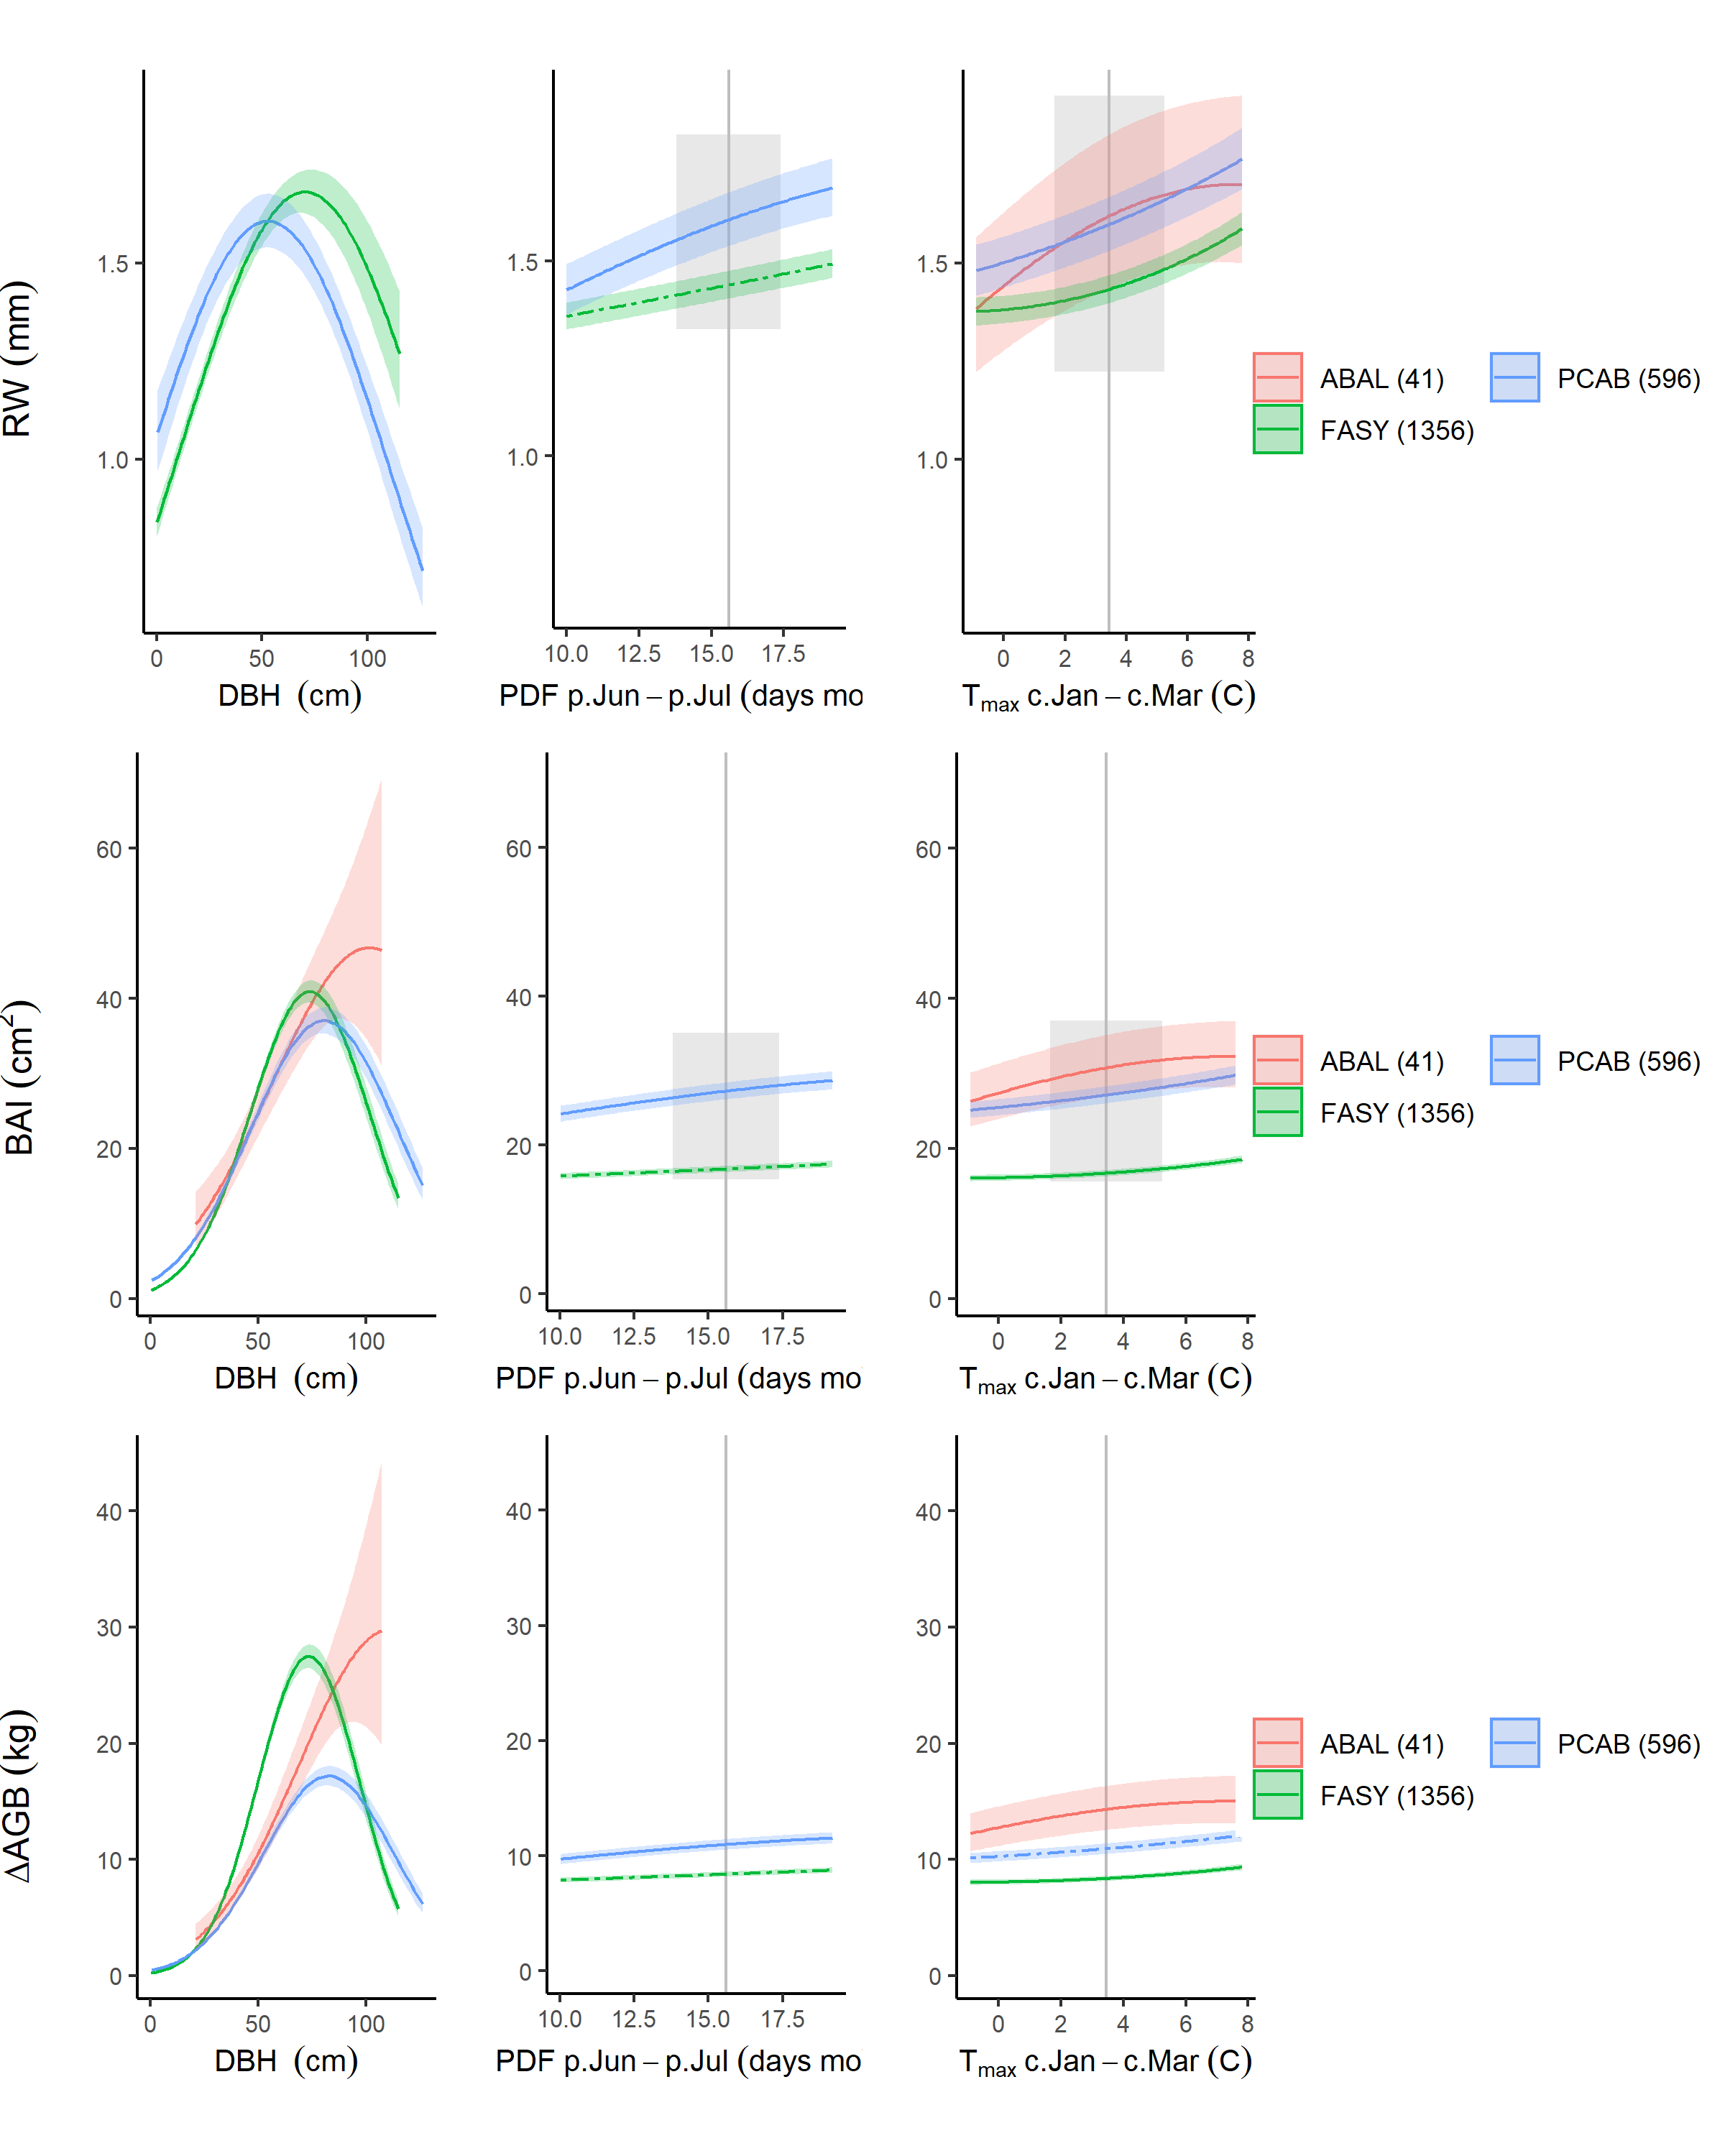 RW (mm)
1.5
1.0
0 50 100
DBH (cm)
1.5
1.0
10.0 12.5 15.0 17.5
PDF p.Jun – p.Jul (days mo
1.5
1.0
0 2 4 6 8
Tmax c.Jan – c.Mar (C)
ABAL (41) PCAB (596)
FASY (1356)
BAI (cm2)
60
40
20
0
0 50 100
DBH (cm)
60
40
20
0
10.0 12.5 15.0 17.5
PDF p.Jun – p.Jul (days mo
60
40
20
0
0 2 4 6 8
Tmax c.Jan – c.Mar (C)
ABAL (41) PCAB (596)
FASY (1356)
ΔAGB (kg)
40
30
20
10
0
0 50 100
DBH (cm)
40
30
20
10
0
10.0 12.5 15.0 17.5
PDF p.Jun – p.Jul (days mo
40
30
20
10
0
0 2 4 6 8
Tmax c.Jan – c.Mar (C)
ABAL (41) PCAB (596)
FASY (1356)